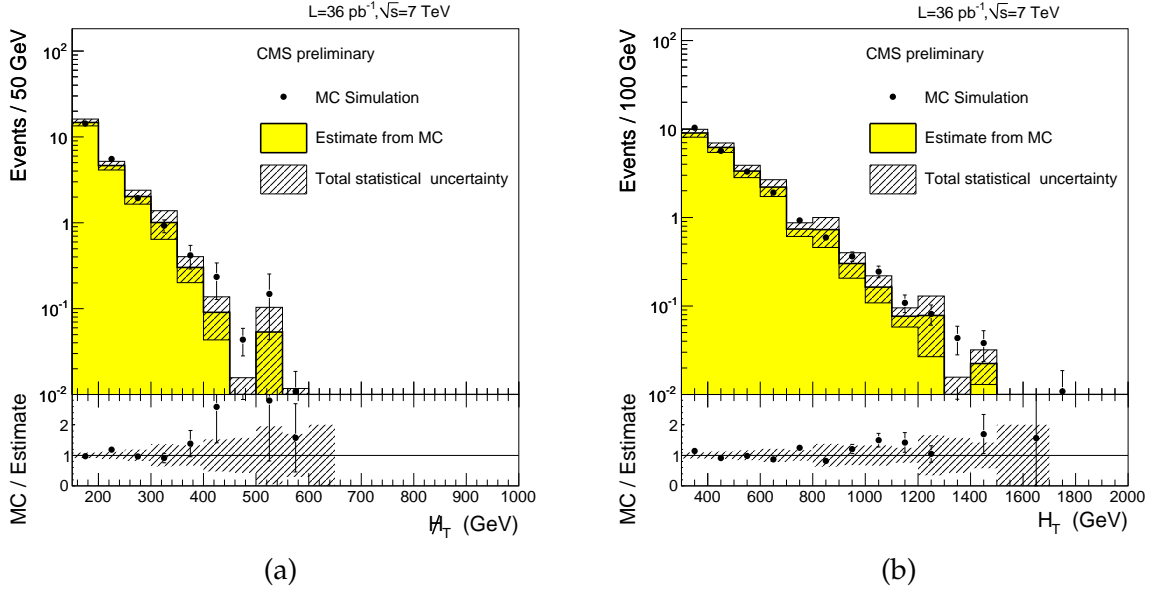 L=36 pb⁻¹,√s=7 TeV
Events / 50 GeV
10²
10
1
10⁻¹
10⁻²
CMS preliminary
MC Simulation
Estimate from MC
Total statistical uncertainty
MC / Estimate
2
1
0
200 300 400 500 600 700 800 900 1000
H̸_T (GeV)
(a)
L=36 pb⁻¹,√s=7 TeV
Events / 100 GeV
10²
10
1
10⁻¹
10⁻²
CMS preliminary
MC Simulation
Estimate from MC
Total statistical uncertainty
MC / Estimate
2
1
0
400 600 800 1000 1200 1400 1600 1800 2000
H_T (GeV)
(b)